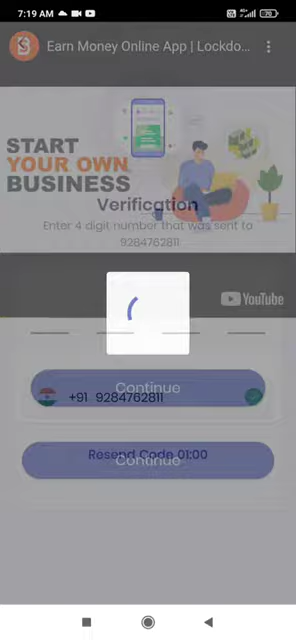 7:19 AM
Earn Money Online App | Lockdo...
START
YOUR OWN
BUSINESS
Verification
Enter 4 digit number that was sent to
9284762811
YouTube
Continue
+91 9284762811
Resend Code 01:00
Continue